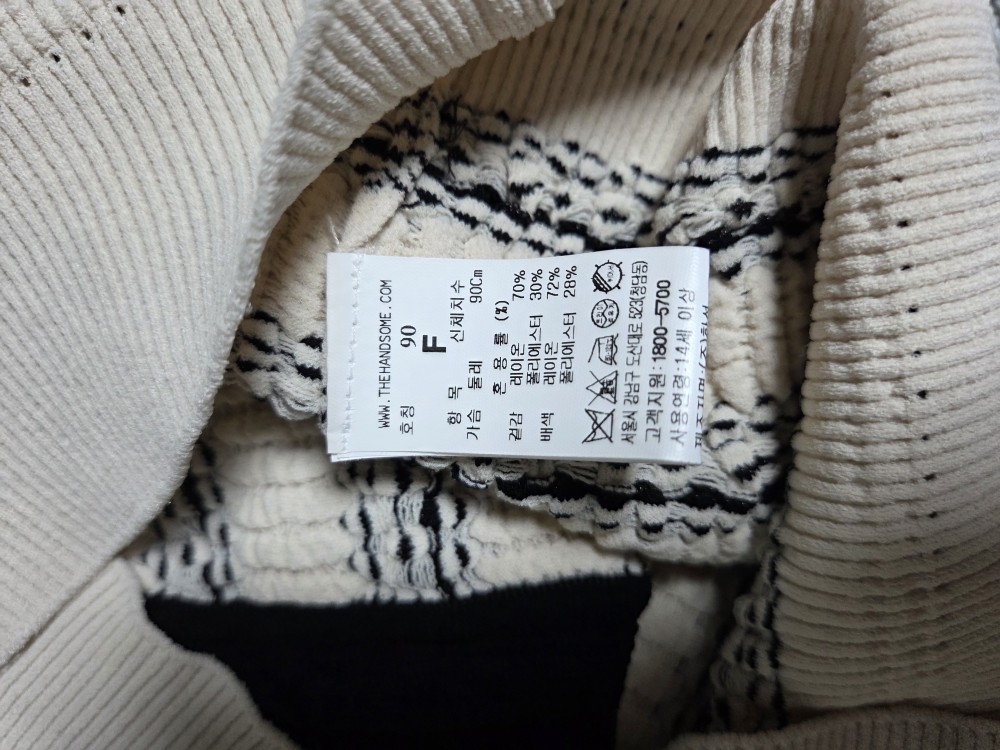 WWW.THEHANDSOME.COM
호칭 90
F
항 목 신체치수
가슴 둘레 90Cm
혼 용 률 (%)
겉감 레이온 70%
폴리에스터 30%
배색 레이온 72%
폴리에스터 28%
서울시 강남구 도산대로 523(청담동)
고객지원:1800-5700
사용연령:14세 이상